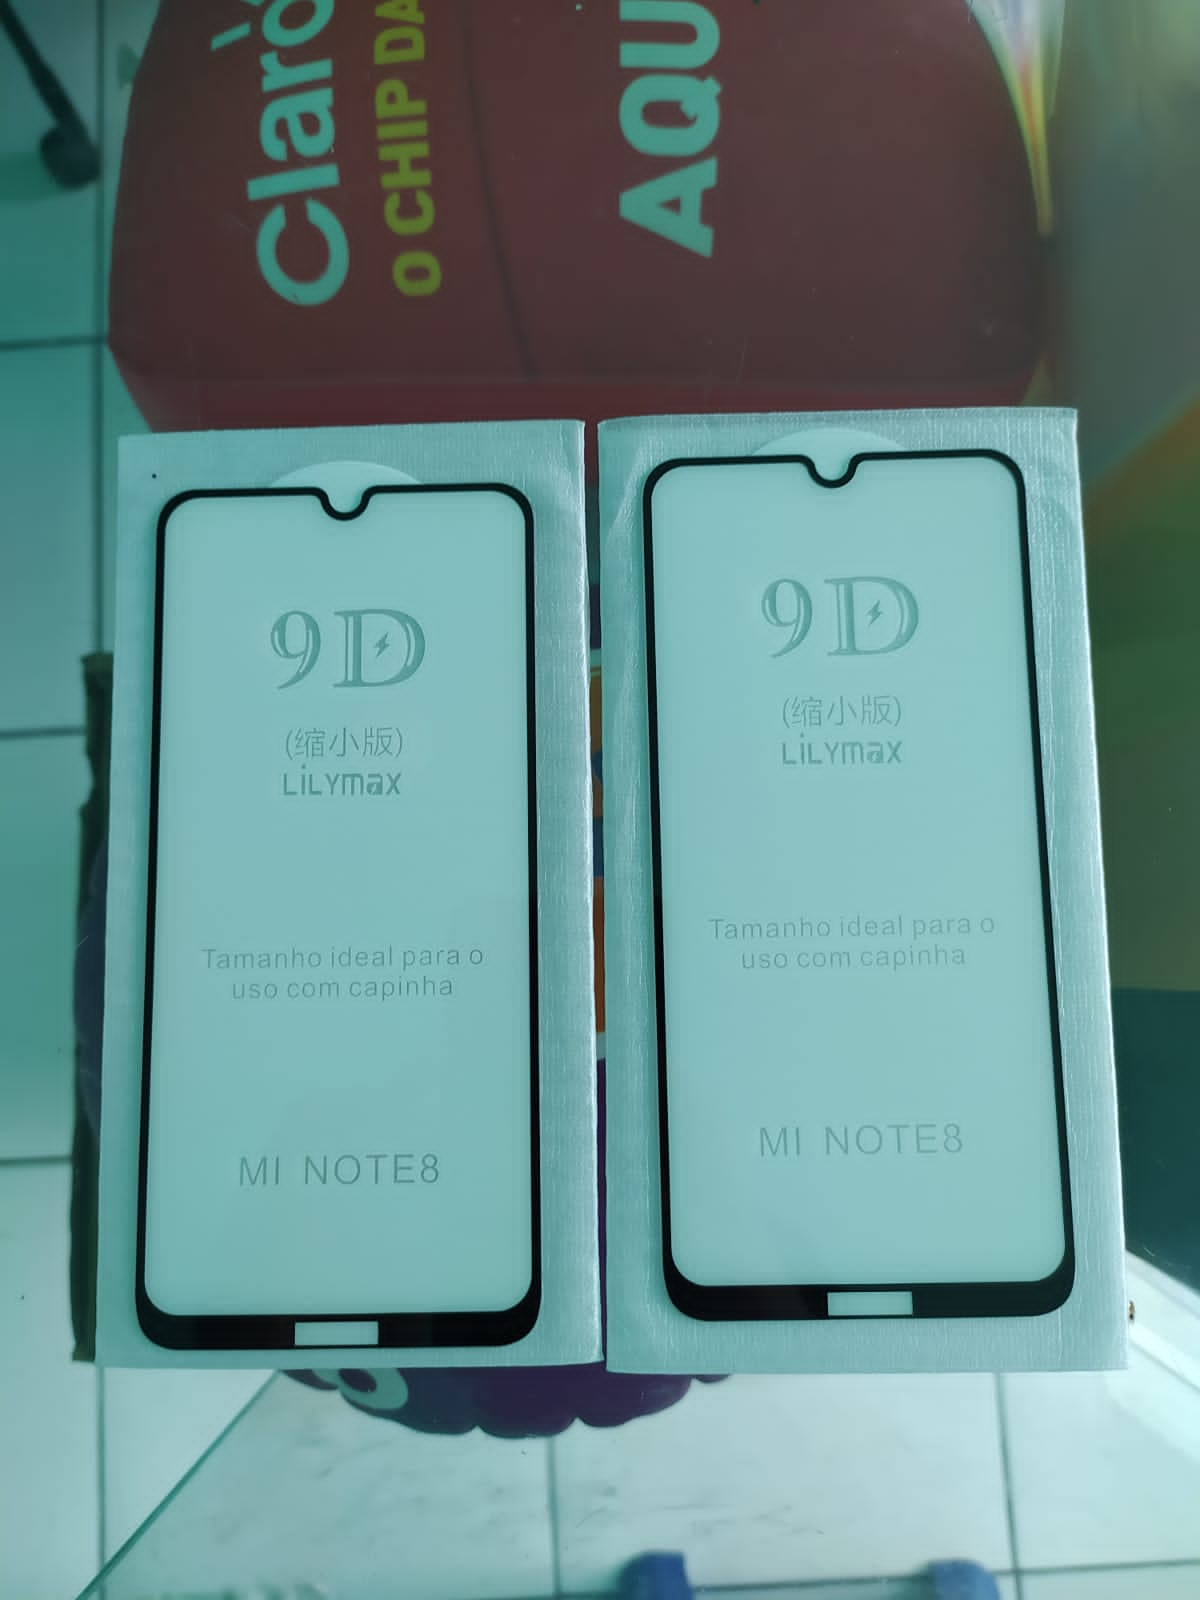 Claro
O CHIP DA
AQU
9D
(缩小版)
LiLYmax
Tamanho ideal para o
uso com capinha
MI NOTE8
9D
(缩小版)
LiLYmax
Tamanho ideal para o
uso com capinha
MI NOTE8